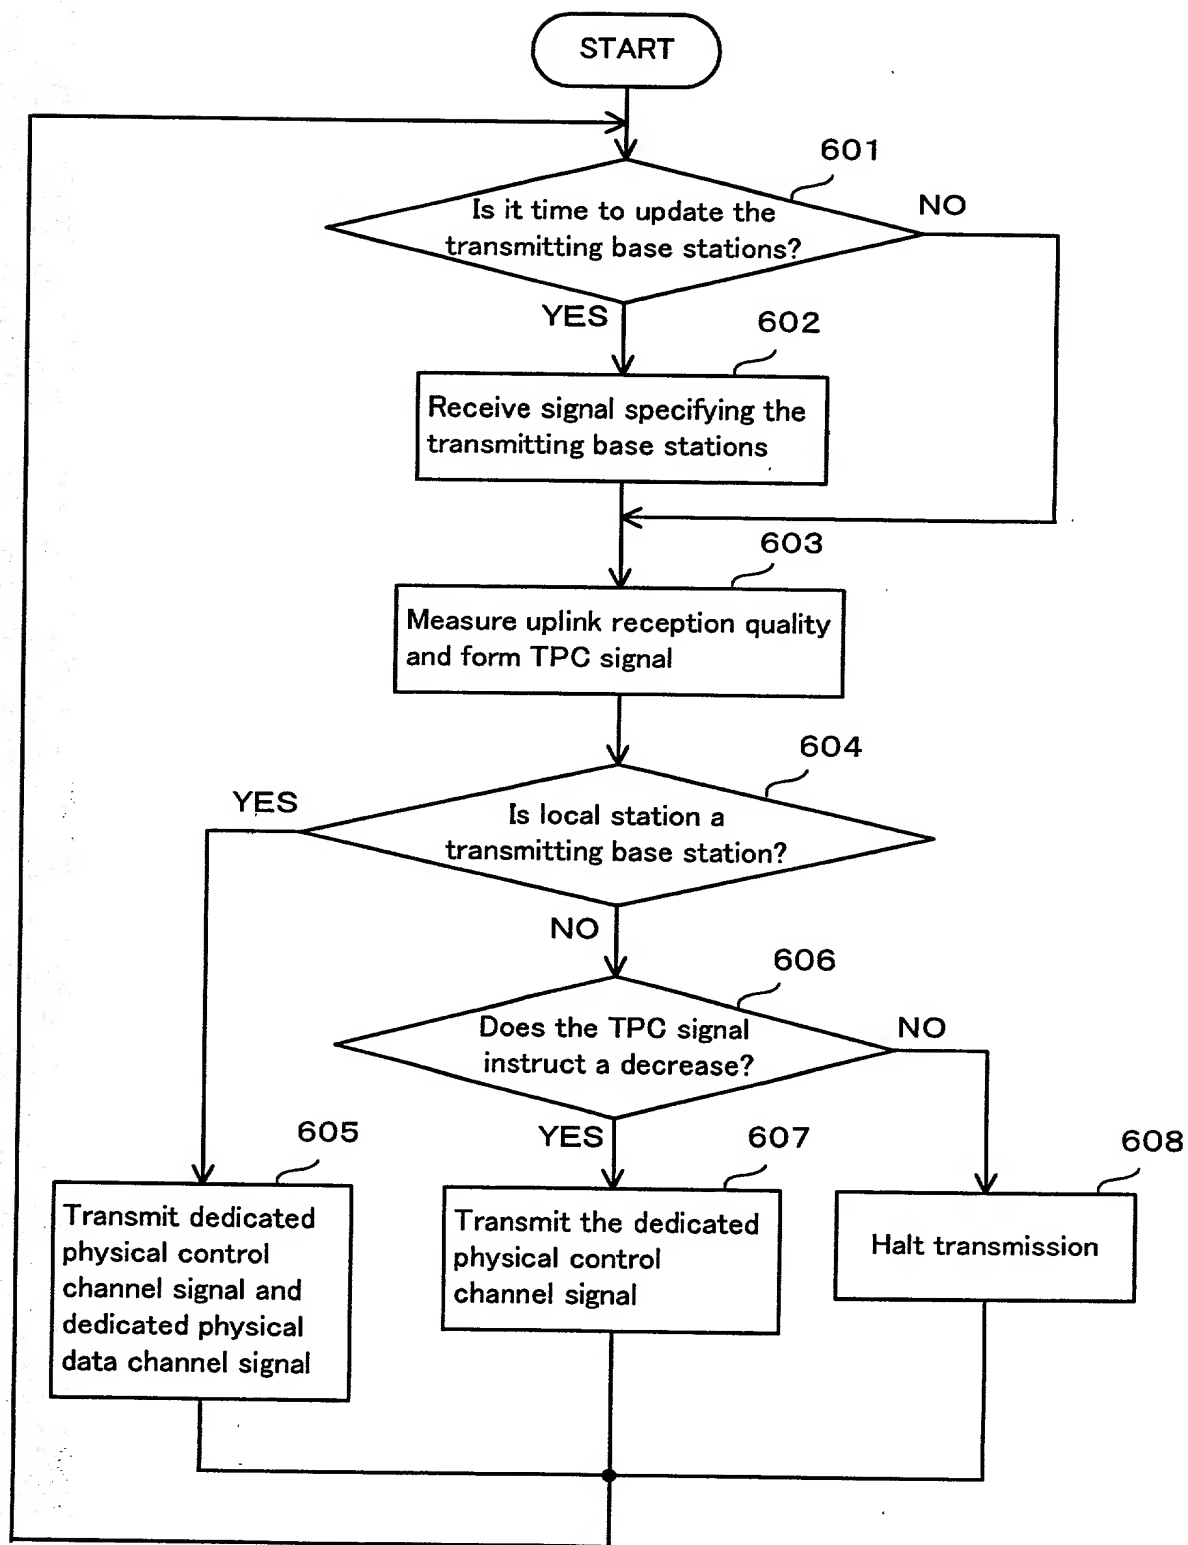 START
601
Is it time to update the
transmitting base stations?
NO
YES
602
Receive signal specifying the
transmitting base stations
603
Measure uplink reception quality
and form TPC signal
604
YES
Is local station a
transmitting base station?
NO
606
Does the TPC signal
instruct a decrease?
NO
YES
605
Transmit dedicated
physical control
channel signal and
dedicated physical
data channel signal
607
Transmit the dedicated
physical control
channel signal
608
Halt transmission